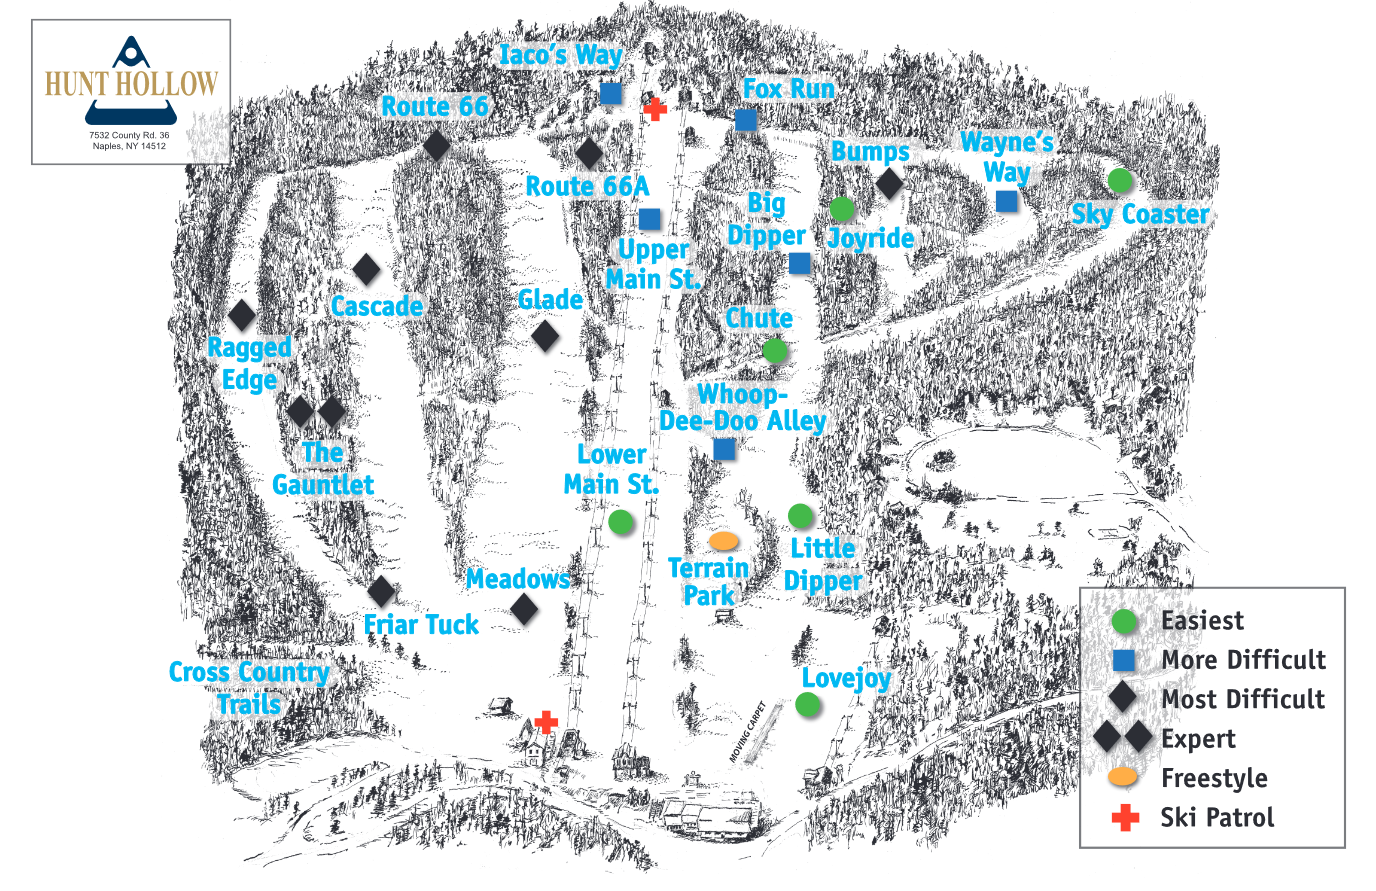 HUNT HOLLOW
7532 County Rd. 36
Naples, NY 14512
Iaco's Way
Route 66
Fox Run
Route 66A
Bumps
Wayne's
Way
Big
Dipper
Joyride
Sky Coaster
Upper
Main St.
Cascade
Glade
Chute
Ragged
Edge
Whoop-
Dee-Doo Alley
The
Gauntlet
Lower
Main St.
Little
Dipper
Terrain
Park
Meadows
Friar Tuck
Cross Country
Trails
Lovejoy
MOVING CARPET
Easiest
More Difficult
Most Difficult
Expert
Freestyle
Ski Patrol